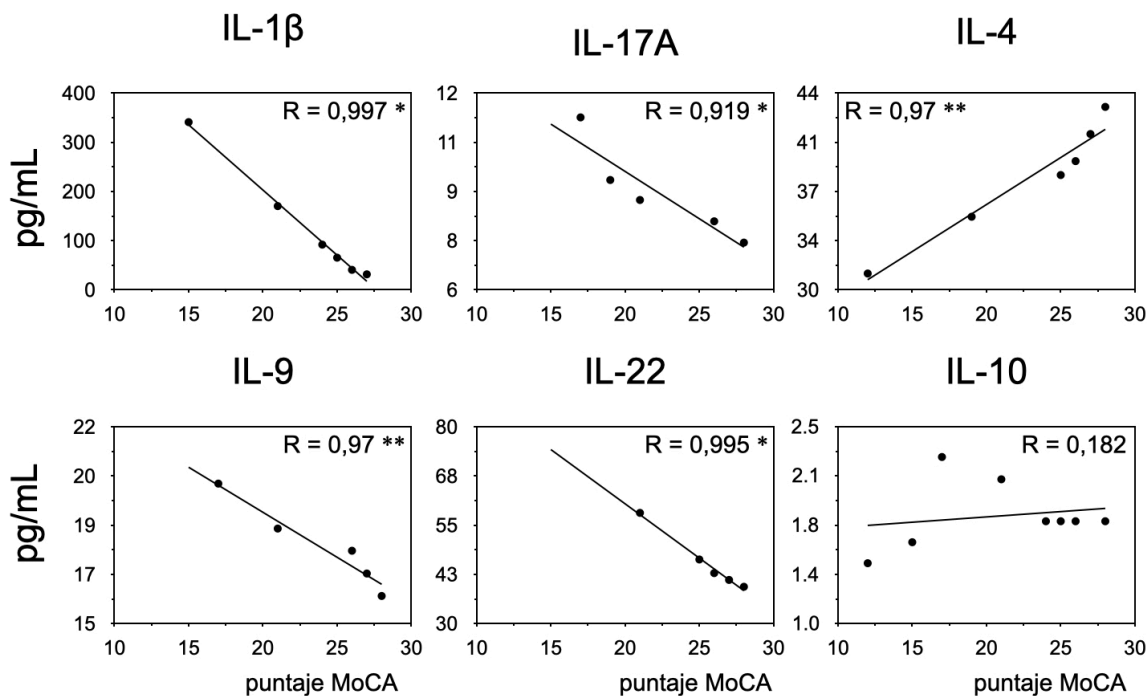 IL-1β
IL-17A
IL-4
pg/mL
400
300
200
100
0
R = 0,997 *
10 15 20 25 30
12
11
9
8
6
R = 0,919 *
10 15 20 25 30
44
41
37
34
30
R = 0,97 **
10 15 20 25 30
IL-9
IL-22
IL-10
pg/mL
22
20
19
17
15
R = 0,97 **
10 15 20 25 30
puntaje MoCA
80
68
55
43
30
R = 0,995 *
10 15 20 25 30
puntaje MoCA
2.5
2.1
1.8
1.4
1.0
R = 0,182
10 15 20 25 30
puntaje MoCA